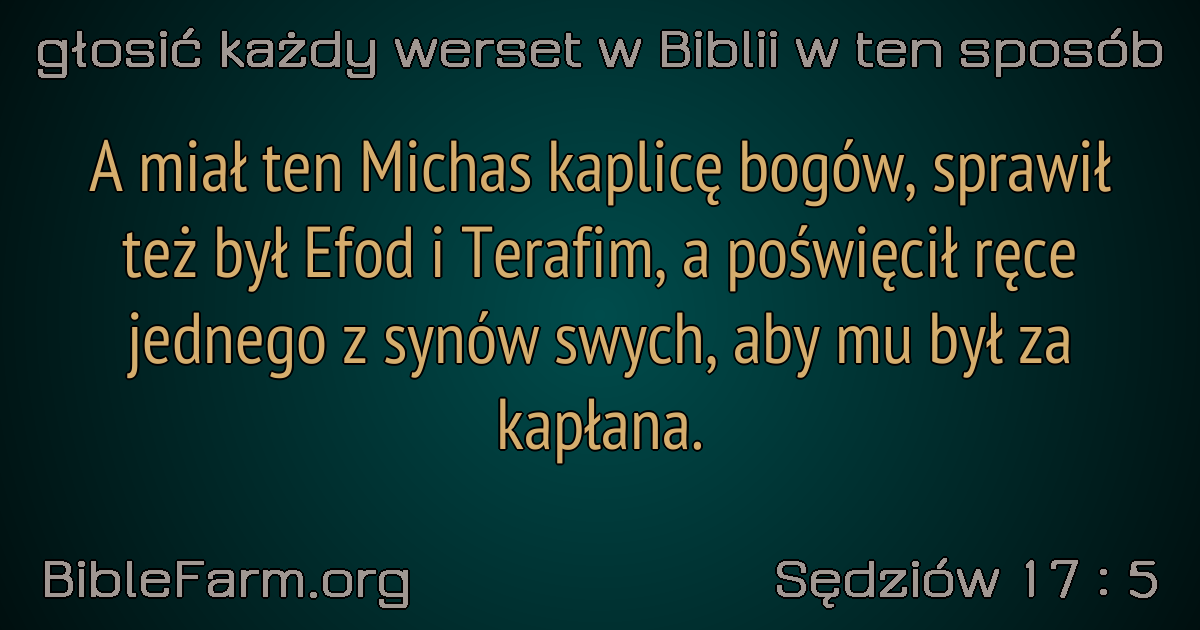 głosić każdy werset w Biblii w ten sposób
A miał ten Michas kaplicę bogów, sprawił
też był Efod i Terafim, a poświęcił ręce
jednego z synów swych, aby mu był za
kapłana.
BibleFarm.org
Sędziów 17 : 5